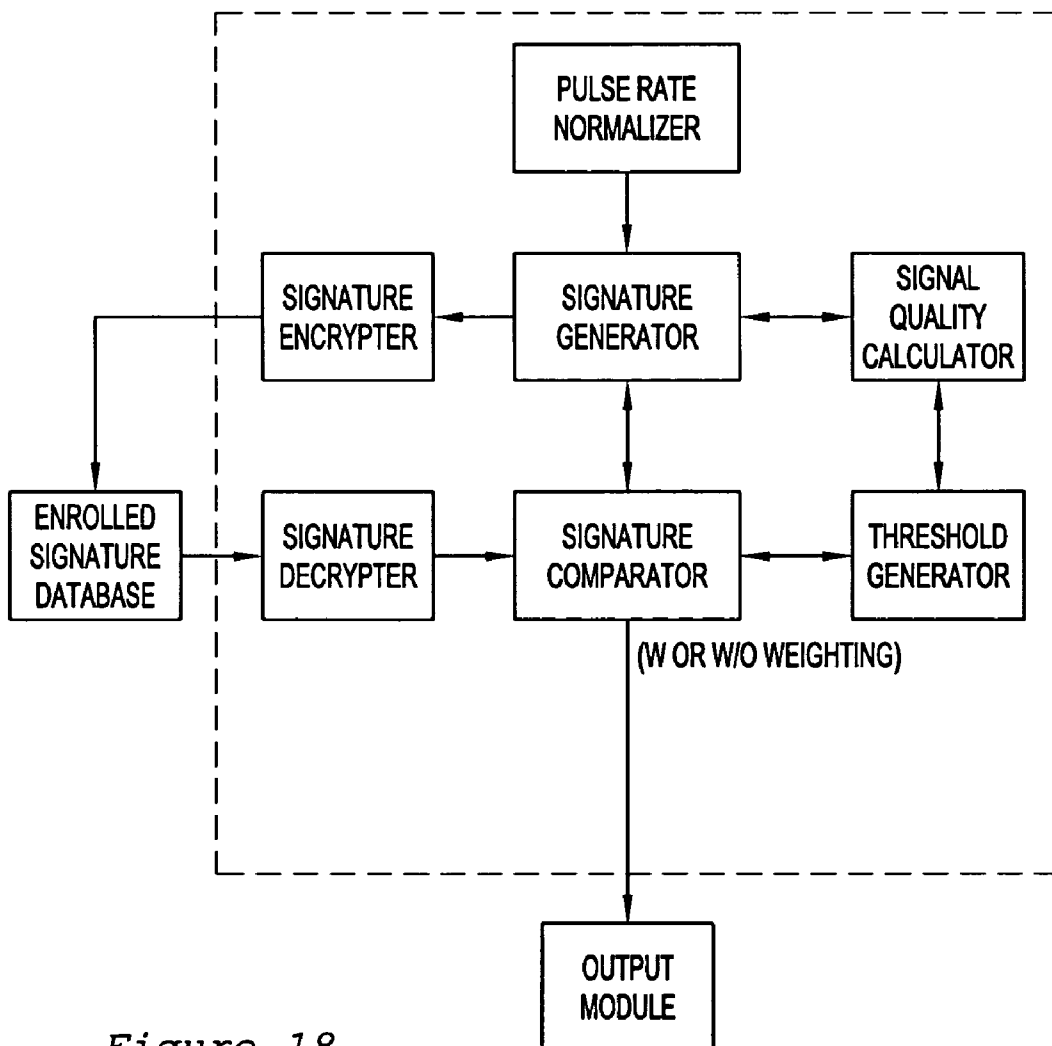 PULSE RATE
NORMALIZER
SIGNATURE
ENCRYPTER
SIGNATURE
GENERATOR
SIGNAL
QUALITY
CALCULATOR
ENROLLED
SIGNATURE
DATABASE
SIGNATURE
DECRYPTER
SIGNATURE
COMPARATOR
THRESHOLD
GENERATOR
(W OR W/O WEIGHTING)
OUTPUT
MODULE
Figure 18